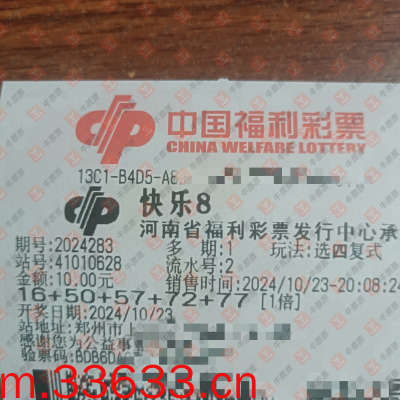 中国福利彩票
CHINA WELFARE LOTTERY
13C1-B4D5-A8
快乐8
河南省福利彩票发行中心承
期号:2024283 多期:1 玩法:选四复式
站号:41010628 流水号:2
金额:10.00元 销售时间:2024/10/23-20:08:24
16+50+57+72+77 [1倍]
开奖日期:2024/10/23
站地址:郑州市上
感谢您为公益事
验票码:BDB6DA
m.33633.cn